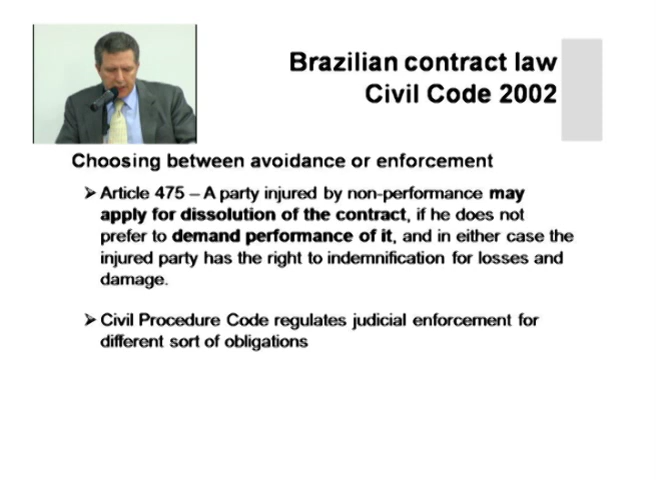 Brazilian contract law
Civil Code 2002
Choosing between avoidance or enforcement
➢ Article 475 – A party injured by non-performance may
apply for dissolution of the contract, if he does not
prefer to demand performance of it, and in either case the
injured party has the right to indemnification for losses and
damage.
➢ Civil Procedure Code regulates judicial enforcement for
different sort of obligations